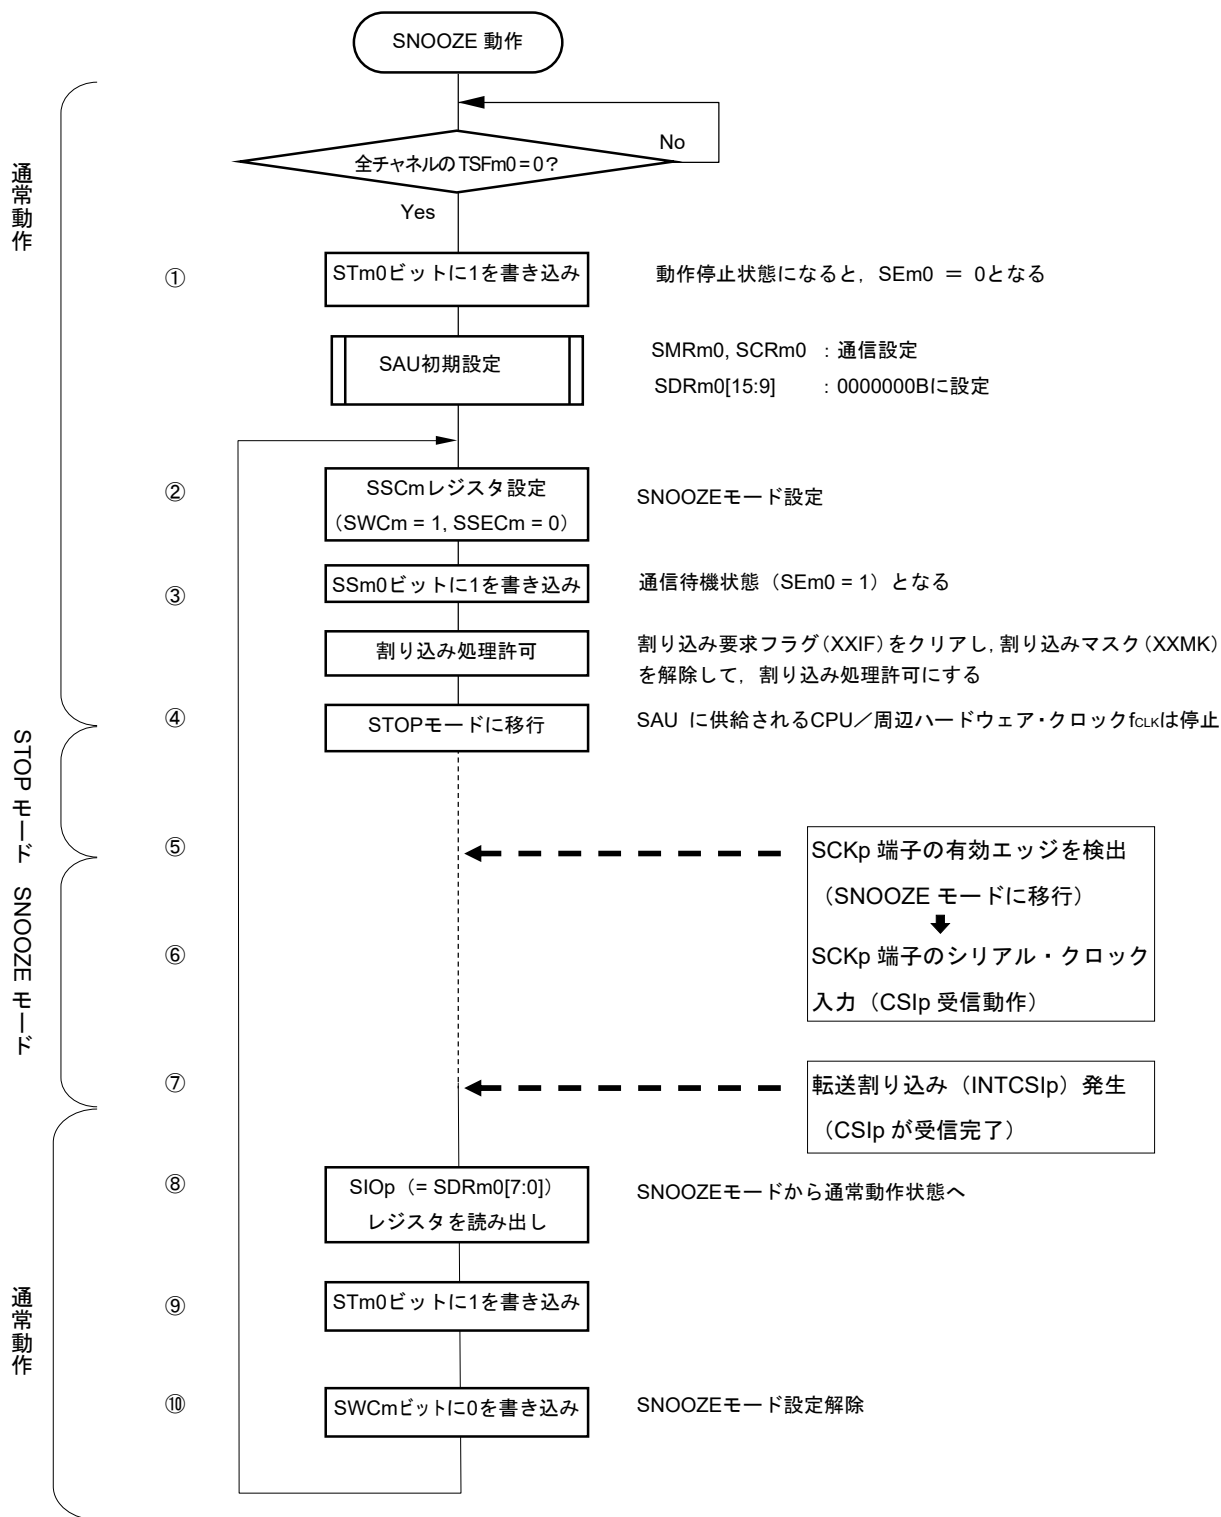 SNOOZE 動作
No
全チャネルの TSFm0 = 0?
Yes
通常動作
①
STm0ビットに1を書き込み
動作停止状態になると，SEm0 ＝ 0となる
SAU初期設定
SMRm0, SCRm0 ：通信設定
SDRm0[15:9] ：0000000Bに設定
②
SSCmレジスタ設定
（SWCm = 1, SSECm = 0）
SNOOZEモード設定
③
SSm0ビットに1を書き込み
通信待機状態（SEm0 = 1）となる
割り込み処理許可
割り込み要求フラグ（XXIF）をクリアし，割り込みマスク（XXMK）
を解除して，割り込み処理許可にする
④
STOPモードに移行
SAU に供給されるCPU／周辺ハードウェア・クロックfCLKは停止
STOP モード
⑤
SCKp 端子の有効エッジを検出
（SNOOZE モードに移行）
SNOOZE モード
⑥
SCKp 端子のシリアル・クロック
入力（CSIp 受信動作）
⑦
転送割り込み（INTCSIp）発生
（CSIp が受信完了）
⑧
SIOp（= SDRm0[7:0]）
レジスタを読み出し
SNOOZEモードから通常動作状態へ
通常動作
⑨
STm0ビットに1を書き込み
⑩
SWCmビットに0を書き込み
SNOOZEモード設定解除